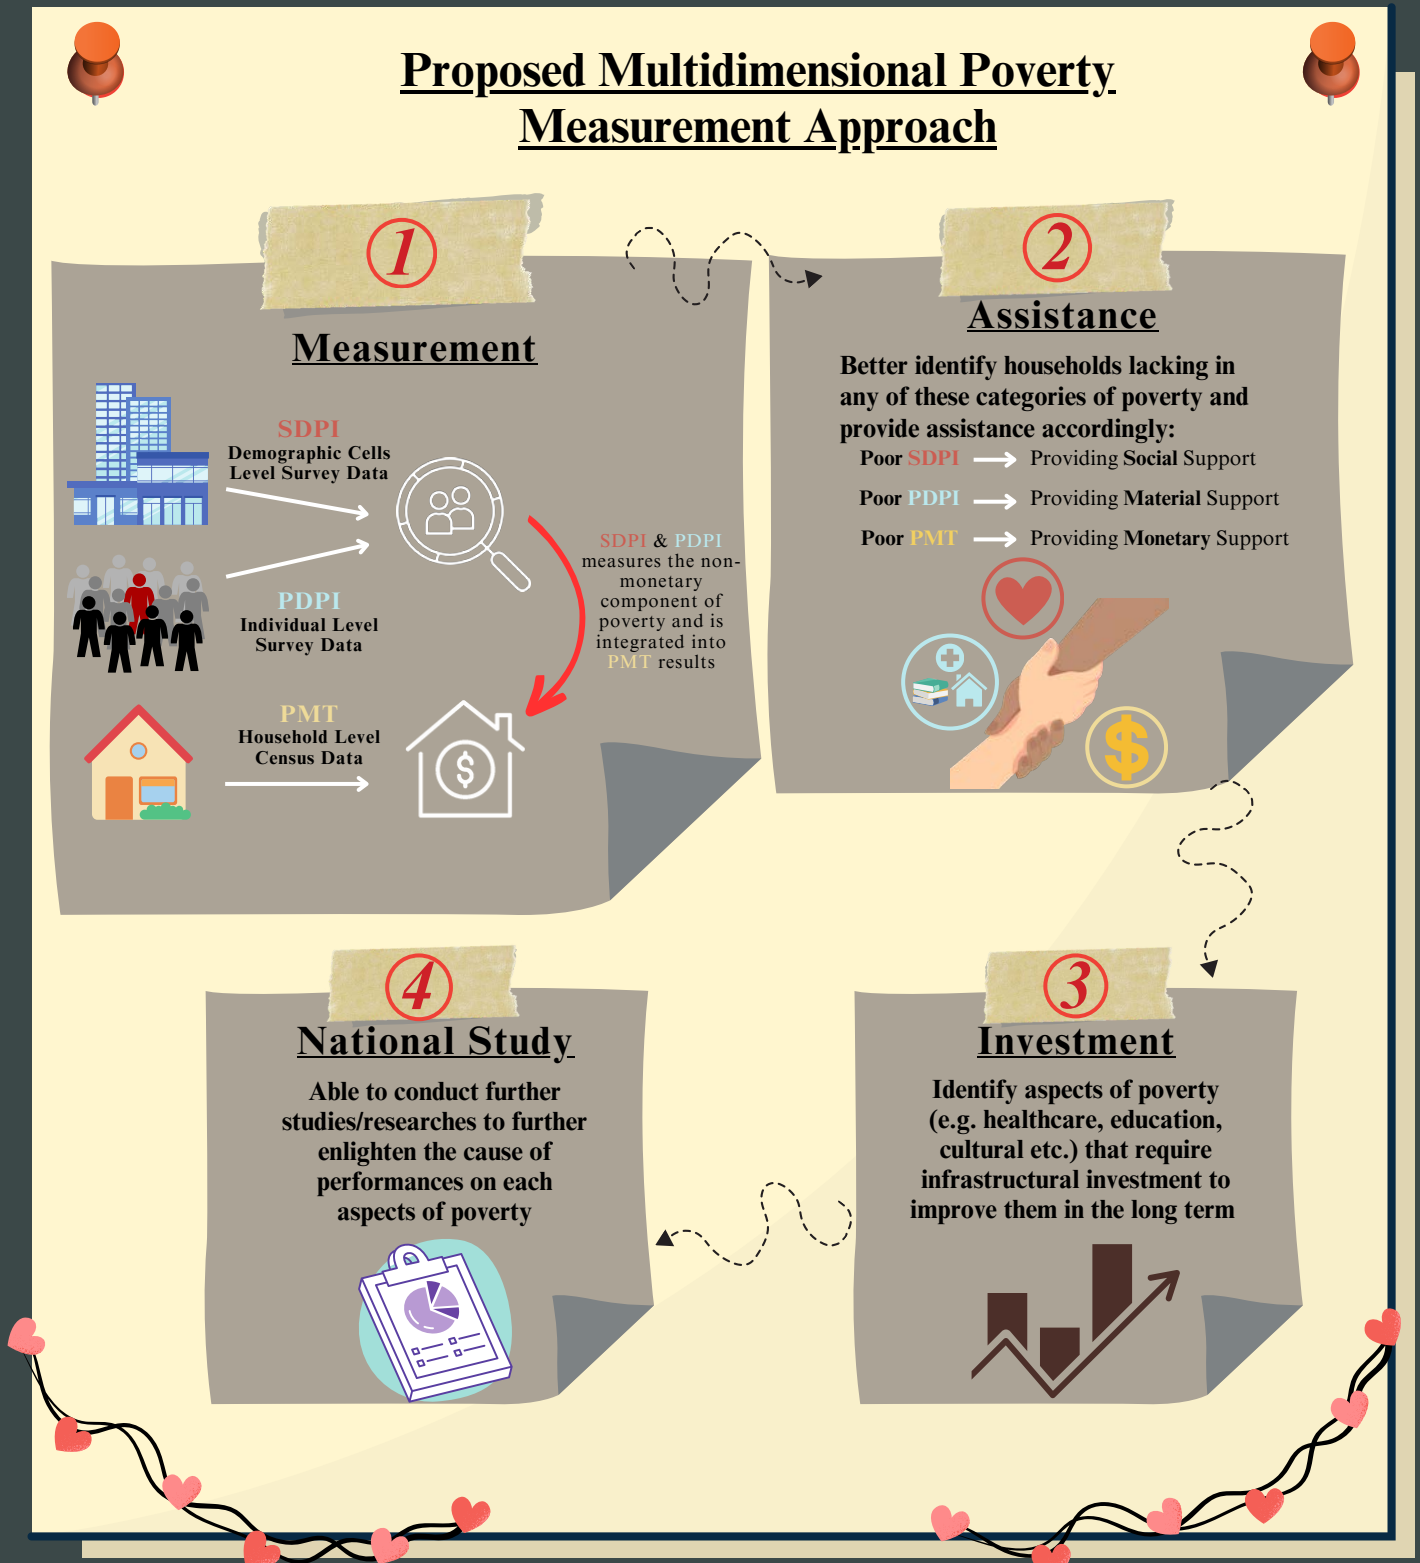 Proposed Multidimensional Poverty
Measurement Approach
1
Measurement
SDPI
Demographic Cells
Level Survey Data
PDPI
Individual Level
Survey Data
PMT
Household Level
Census Data
SDPI & PDPI
measures the non-
monetary
component of
poverty and is
integrated into
PMT results
$
2
Assistance
Better identify households lacking in
any of these categories of poverty and
provide assistance accordingly:
Poor SDPI Providing Social Support
Poor PDPI Providing Material Support
Poor PMT Providing Monetary Support
$
3
Investment
Identify aspects of poverty
(e.g. healthcare, education,
cultural etc.) that require
infrastructural investment to
improve them in the long term
4
National Study
Able to conduct further
studies/researches to further
enlighten the cause of
performances on each
aspects of poverty